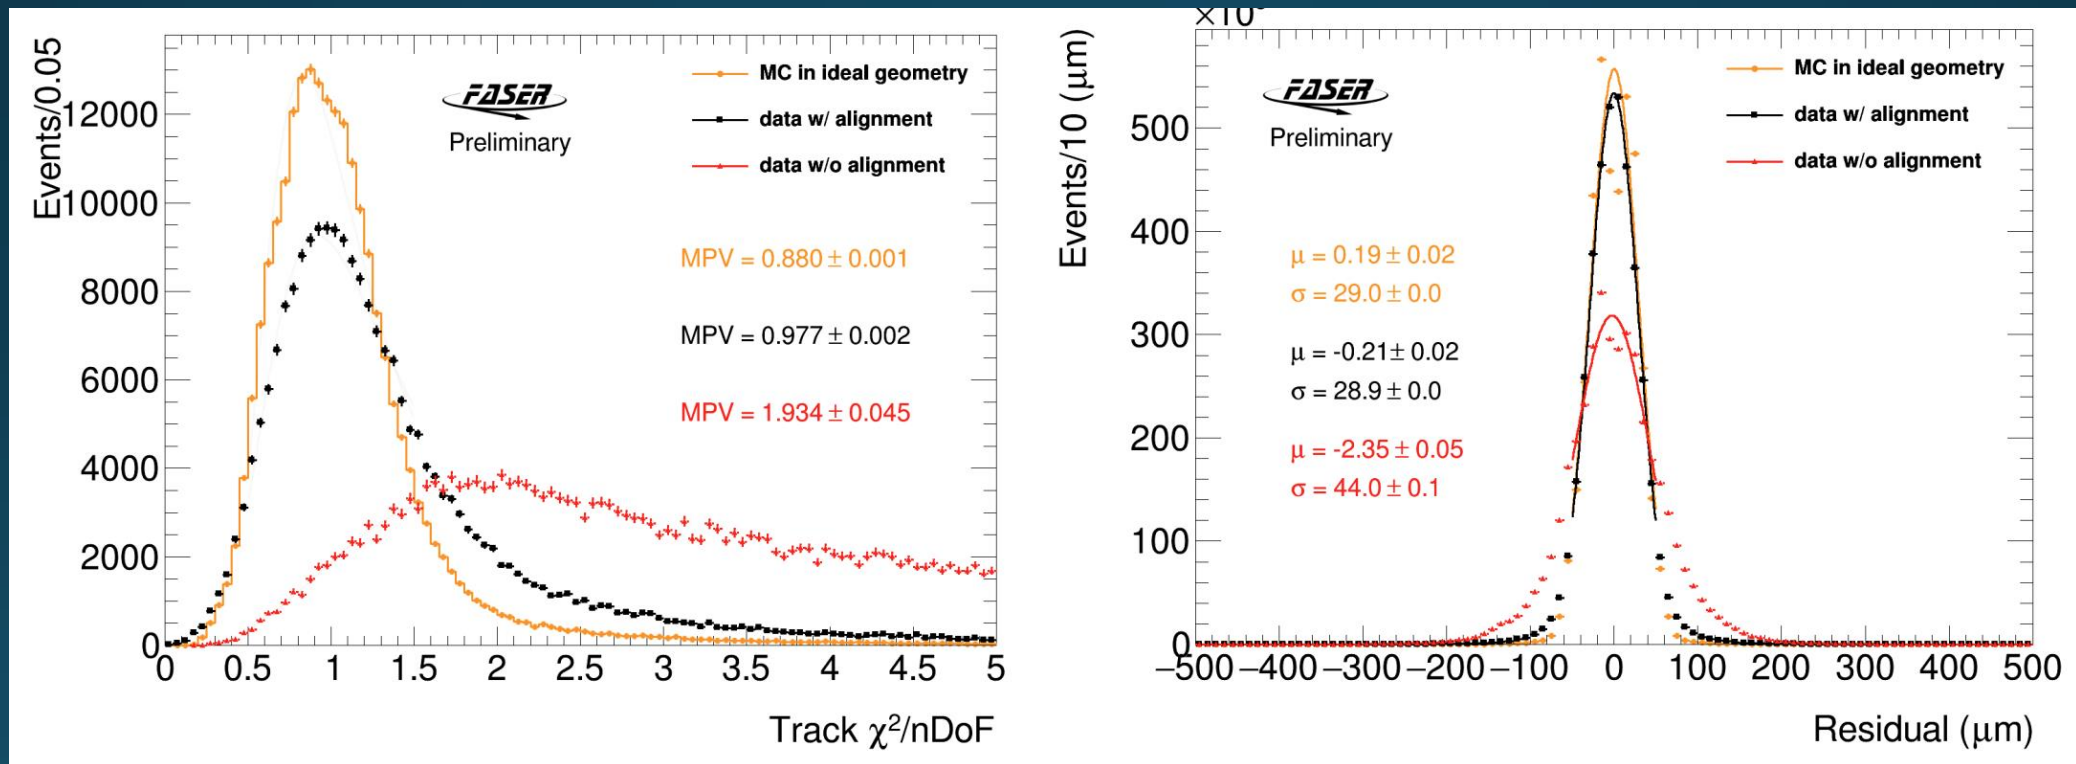 Events/0.05
12000
10000
8000
6000
4000
2000
0
0 0.5 1 1.5 2 2.5 3 3.5 4 4.5 5
Track χ²/nDoF
FASER
Preliminary
MC in ideal geometry
data w/ alignment
data w/o alignment
MPV = 0.880 ± 0.001
MPV = 0.977 ± 0.002
MPV = 1.934 ± 0.045
Events/10 (μm)
500
400
300
200
100
0
−500 −400 −300 −200 −100 0 100 200 300 400 500
Residual (μm)
FASER
Preliminary
MC in ideal geometry
data w/ alignment
data w/o alignment
μ = 0.19 ± 0.02
σ = 29.0 ± 0.0
μ = -0.21 ± 0.02
σ = 28.9 ± 0.0
μ = -2.35 ± 0.05
σ = 44.0 ± 0.1